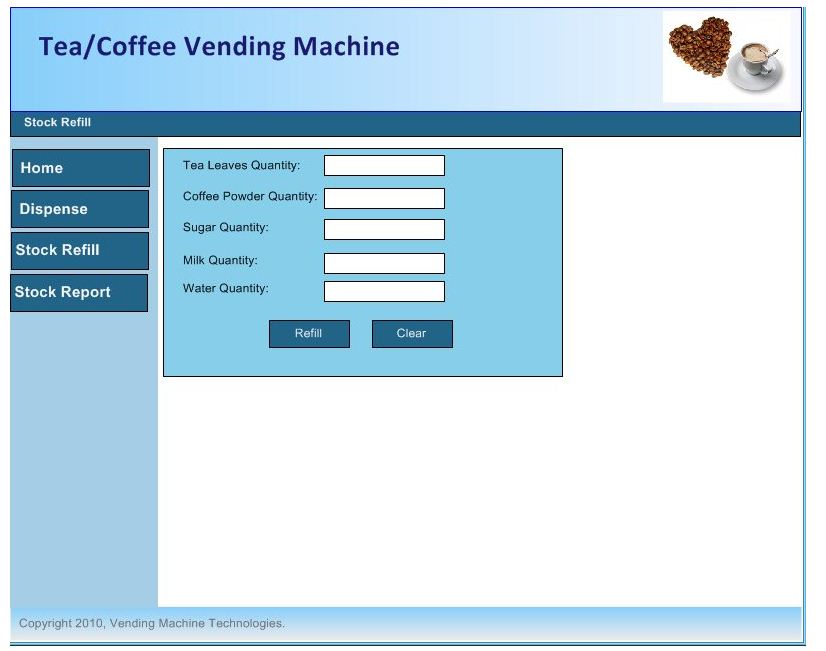 Tea/Coffee Vending Machine
Stock Refill
Home
Dispense
Stock Refill
Stock Report
Tea Leaves Quantity:
Coffee Powder Quantity:
Sugar Quantity:
Milk Quantity:
Water Quantity:
Refill
Clear
Copyright 2010, Vending Machine Technologies.